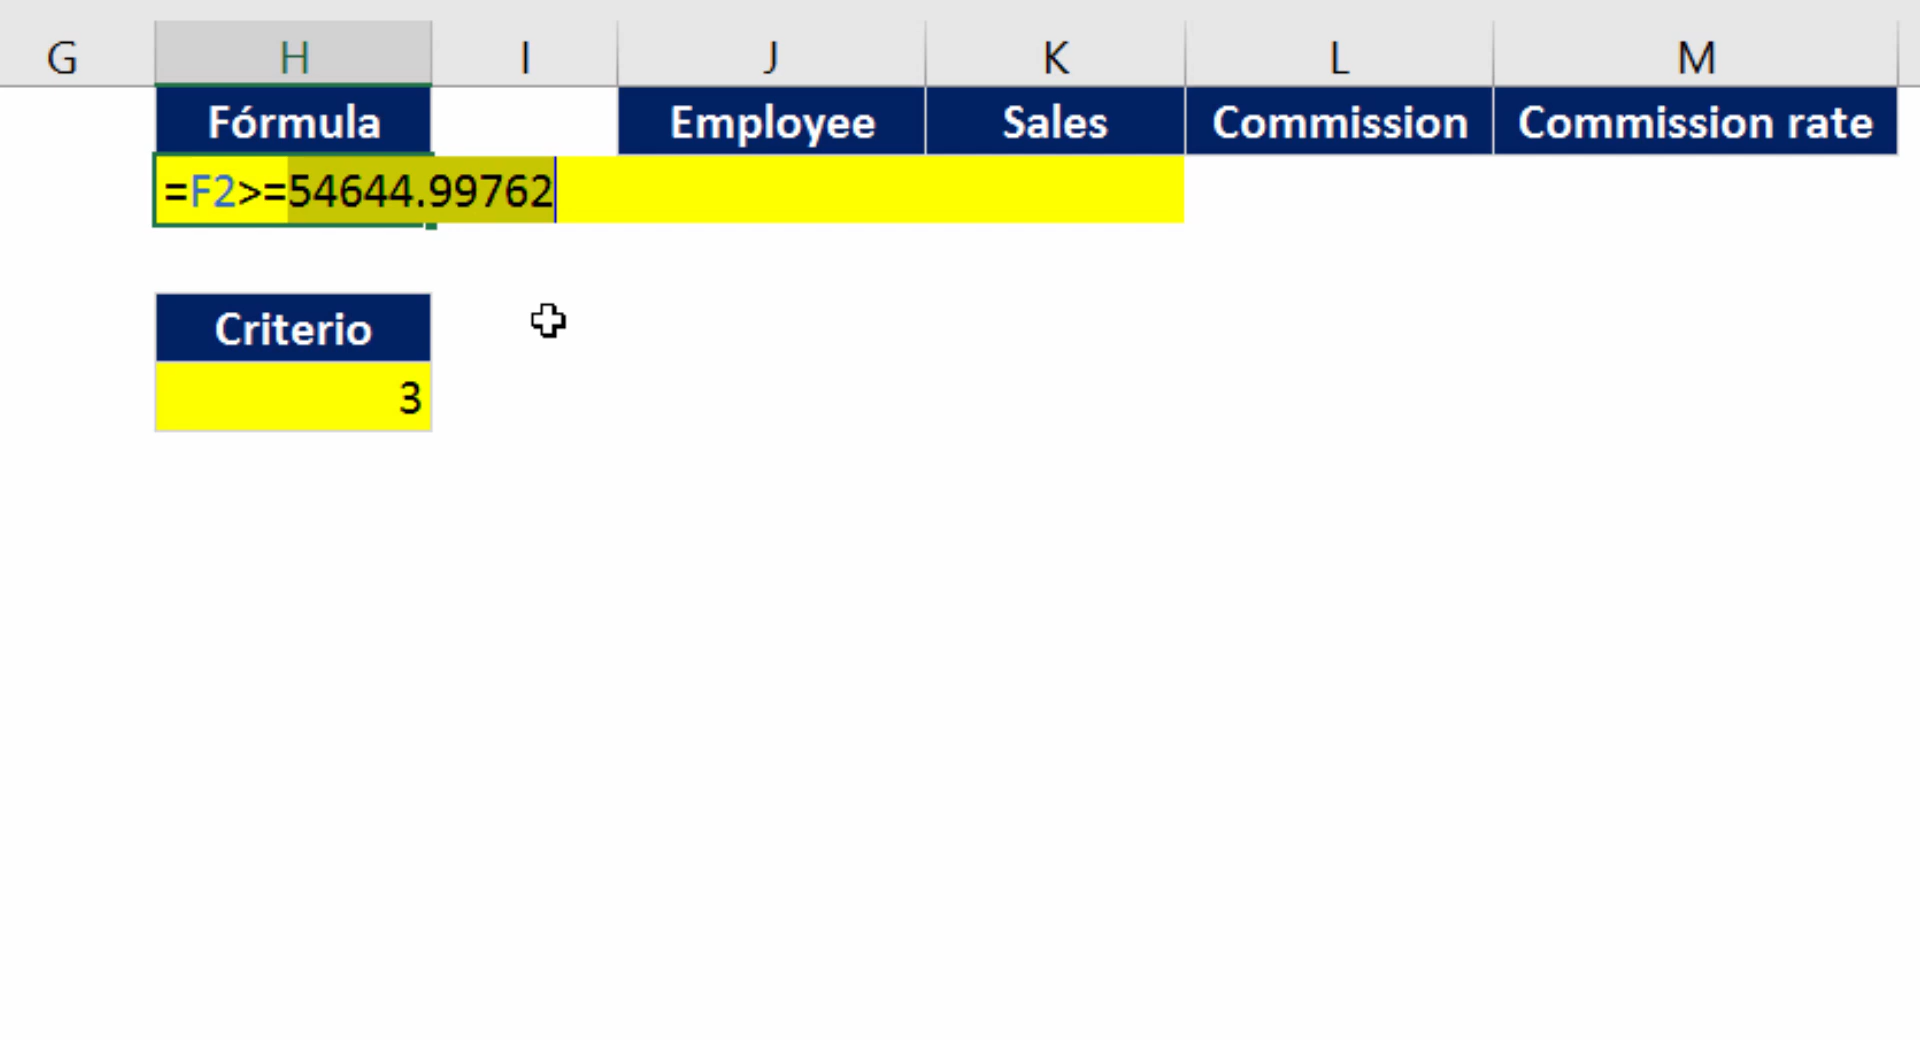 G H I J K L M
Fórmula Employee Sales Commission Commission rate
=F2>=54644.99762
Criterio
3